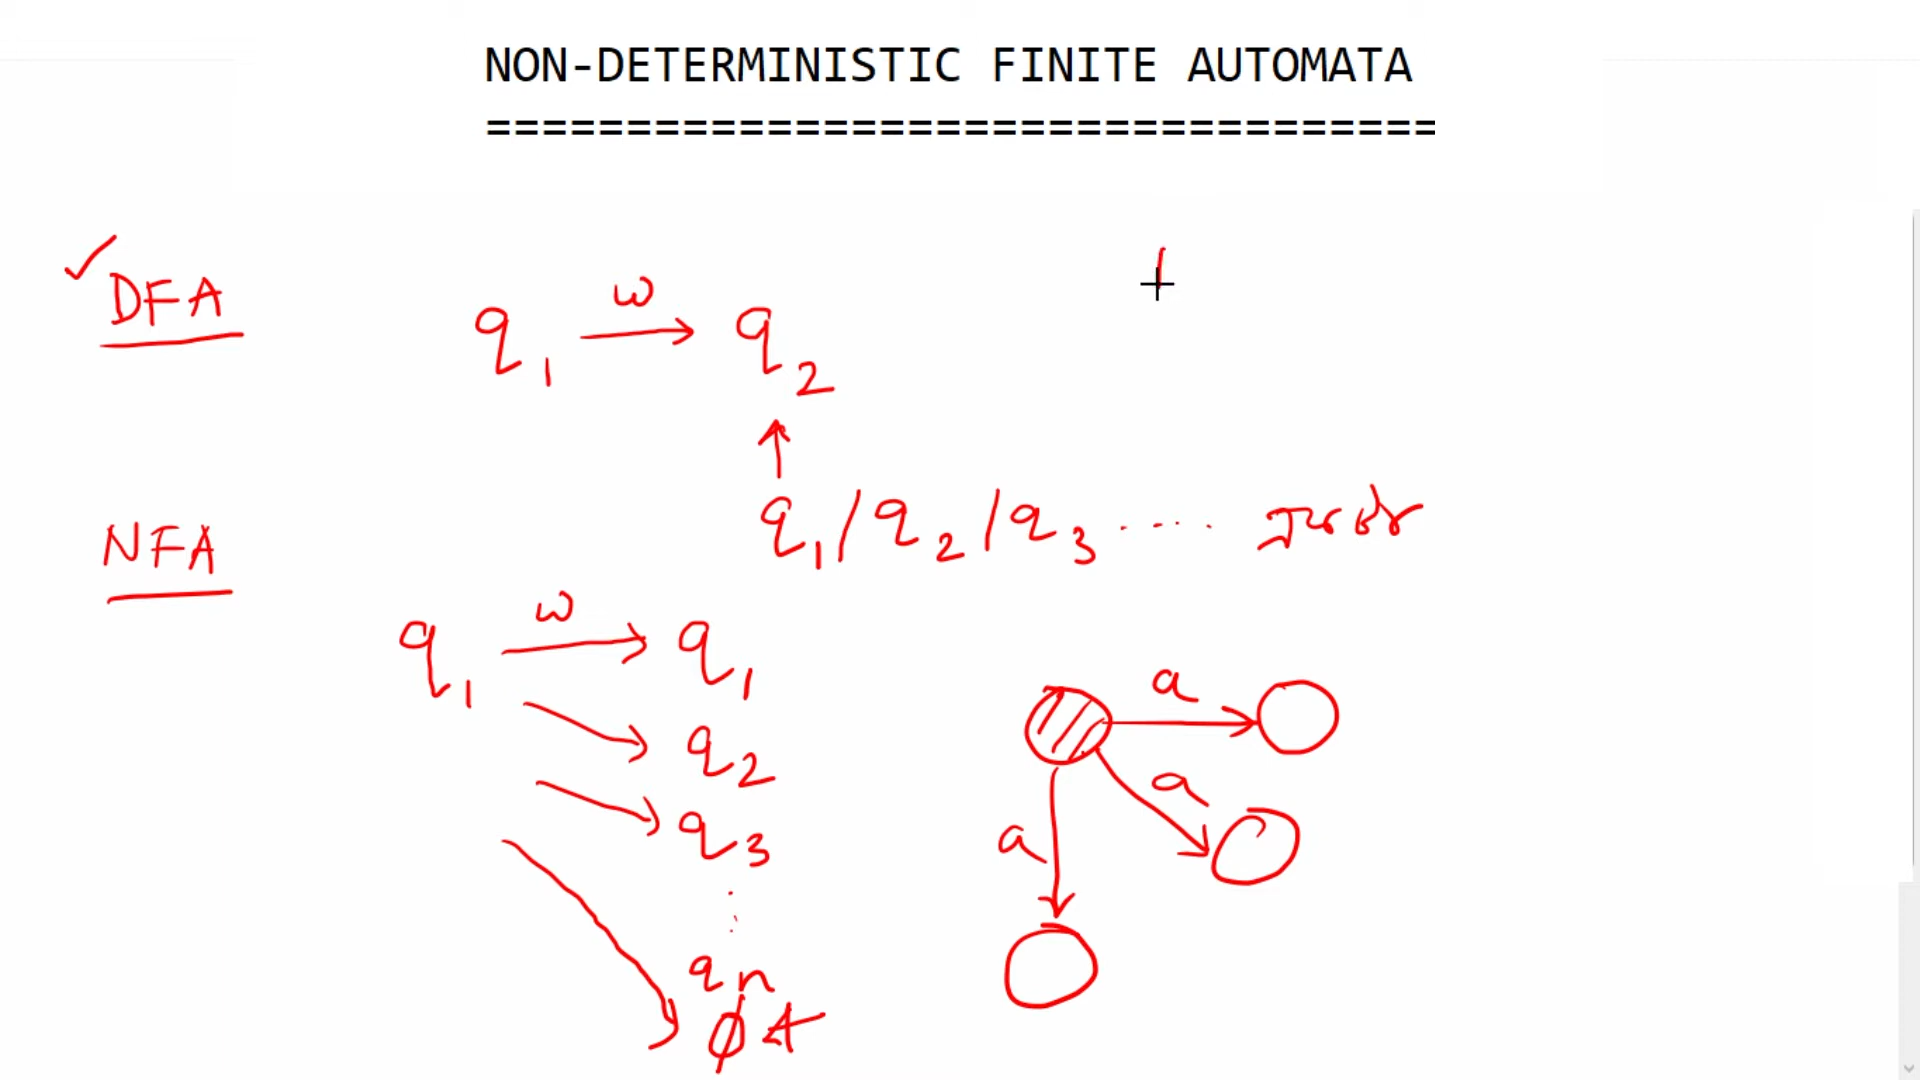 NON-DETERMINISTIC FINITE AUTOMATA
==================================
DFA
q1 →w q2
↑
q1/q2/q3 ....
NFA
q1 →w q1
→ q2
→ q3
:
qn
→ ϕ
a
a
a